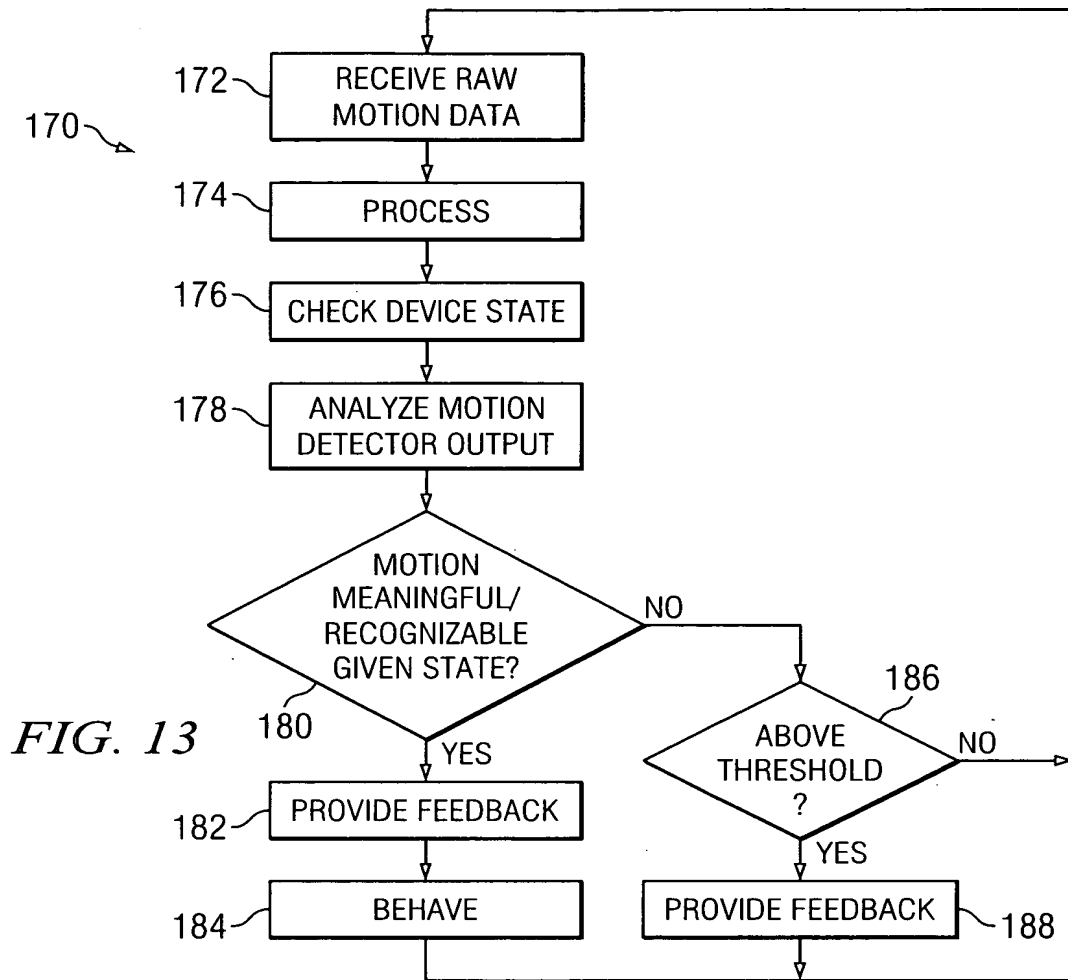 172
RECEIVE RAW
MOTION DATA
170
174
PROCESS
176
CHECK DEVICE STATE
178
ANALYZE MOTION
DETECTOR OUTPUT
MOTION
MEANINGFUL/
RECOGNIZABLE
GIVEN STATE?
NO
180
186
FIG. 13
YES
ABOVE
THRESHOLD
?
NO
182
PROVIDE FEEDBACK
YES
184
BEHAVE
PROVIDE FEEDBACK
188